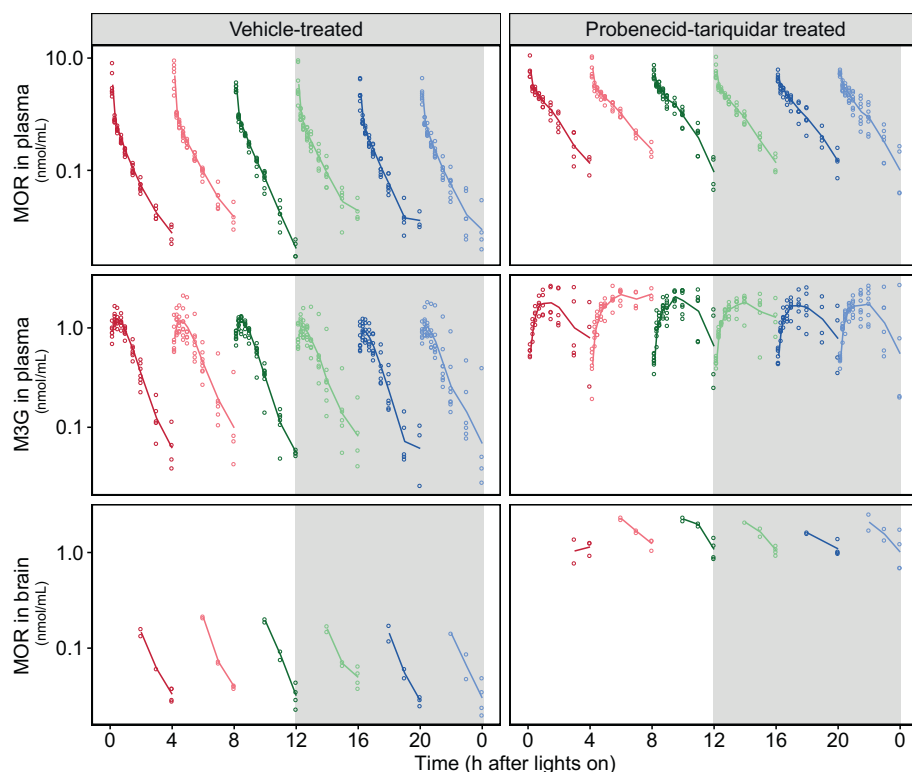 Vehicle-treated
Probenecid-tariquidar treated
MOR in plasma
(nmol/mL)
10.0
0.1
M3G in plasma
(nmol/mL)
1.0
0.1
MOR in brain
(nmol/mL)
1.0
0.1
0 4 8 12 16 20 0
0 4 8 12 16 20 0
Time (h after lights on)